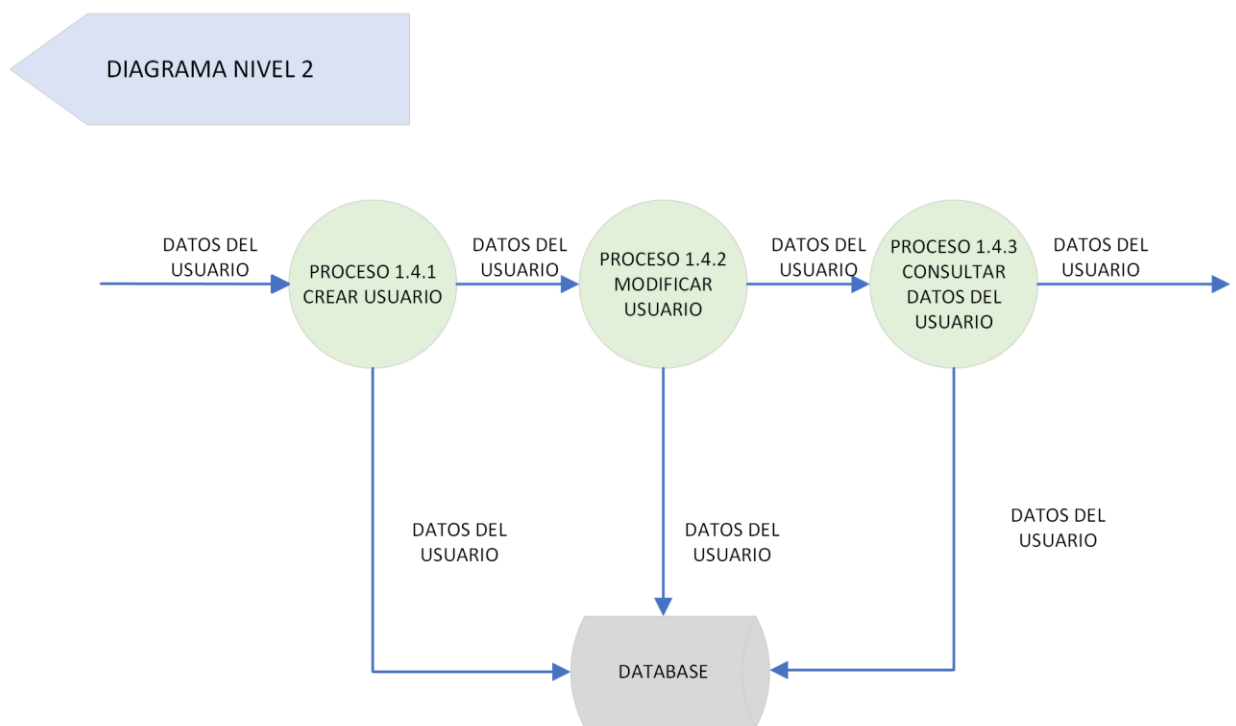 DIAGRAMA NIVEL 2
DATOS DEL
USUARIO
PROCESO 1.4.1
CREAR USUARIO
DATOS DEL
USUARIO
PROCESO 1.4.2
MODIFICAR
USUARIO
DATOS DEL
USUARIO
PROCESO 1.4.3
CONSULTAR
DATOS DEL
USUARIO
DATOS DEL
USUARIO
DATOS DEL
USUARIO
DATOS DEL
USUARIO
DATOS DEL
USUARIO
DATABASE